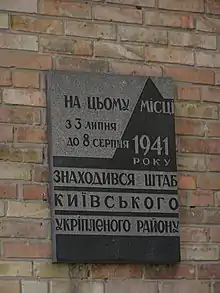 НА ЦЬОМУ МІСЦІ
З 3 ЛИПНЯ
ДО 8 СЕРПНЯ 1941
РОКУ
ЗНАХОДИВСЯ ШТАБ
КИЇВСЬКОГО
УКРІПЛЕНОГО РАЙОНУ